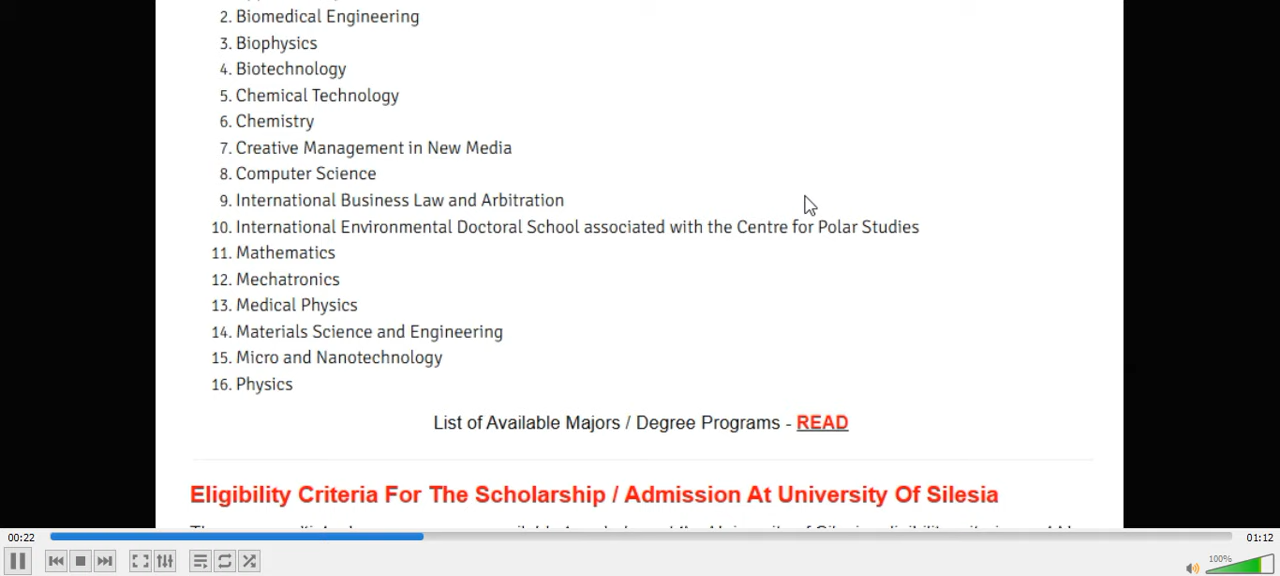 2. Biomedical Engineering
3. Biophysics
4. Biotechnology
5. Chemical Technology
6. Chemistry
7. Creative Management in New Media
8. Computer Science
9. International Business Law and Arbitration
10. International Environmental Doctoral School associated with the Centre for Polar Studies
11. Mathematics
12. Mechatronics
13. Medical Physics
14. Materials Science and Engineering
15. Micro and Nanotechnology
16. Physics
List of Available Majors / Degree Programs - READ
Eligibility Criteria For The Scholarship / Admission At University Of Silesia
00:22
01:12
100%